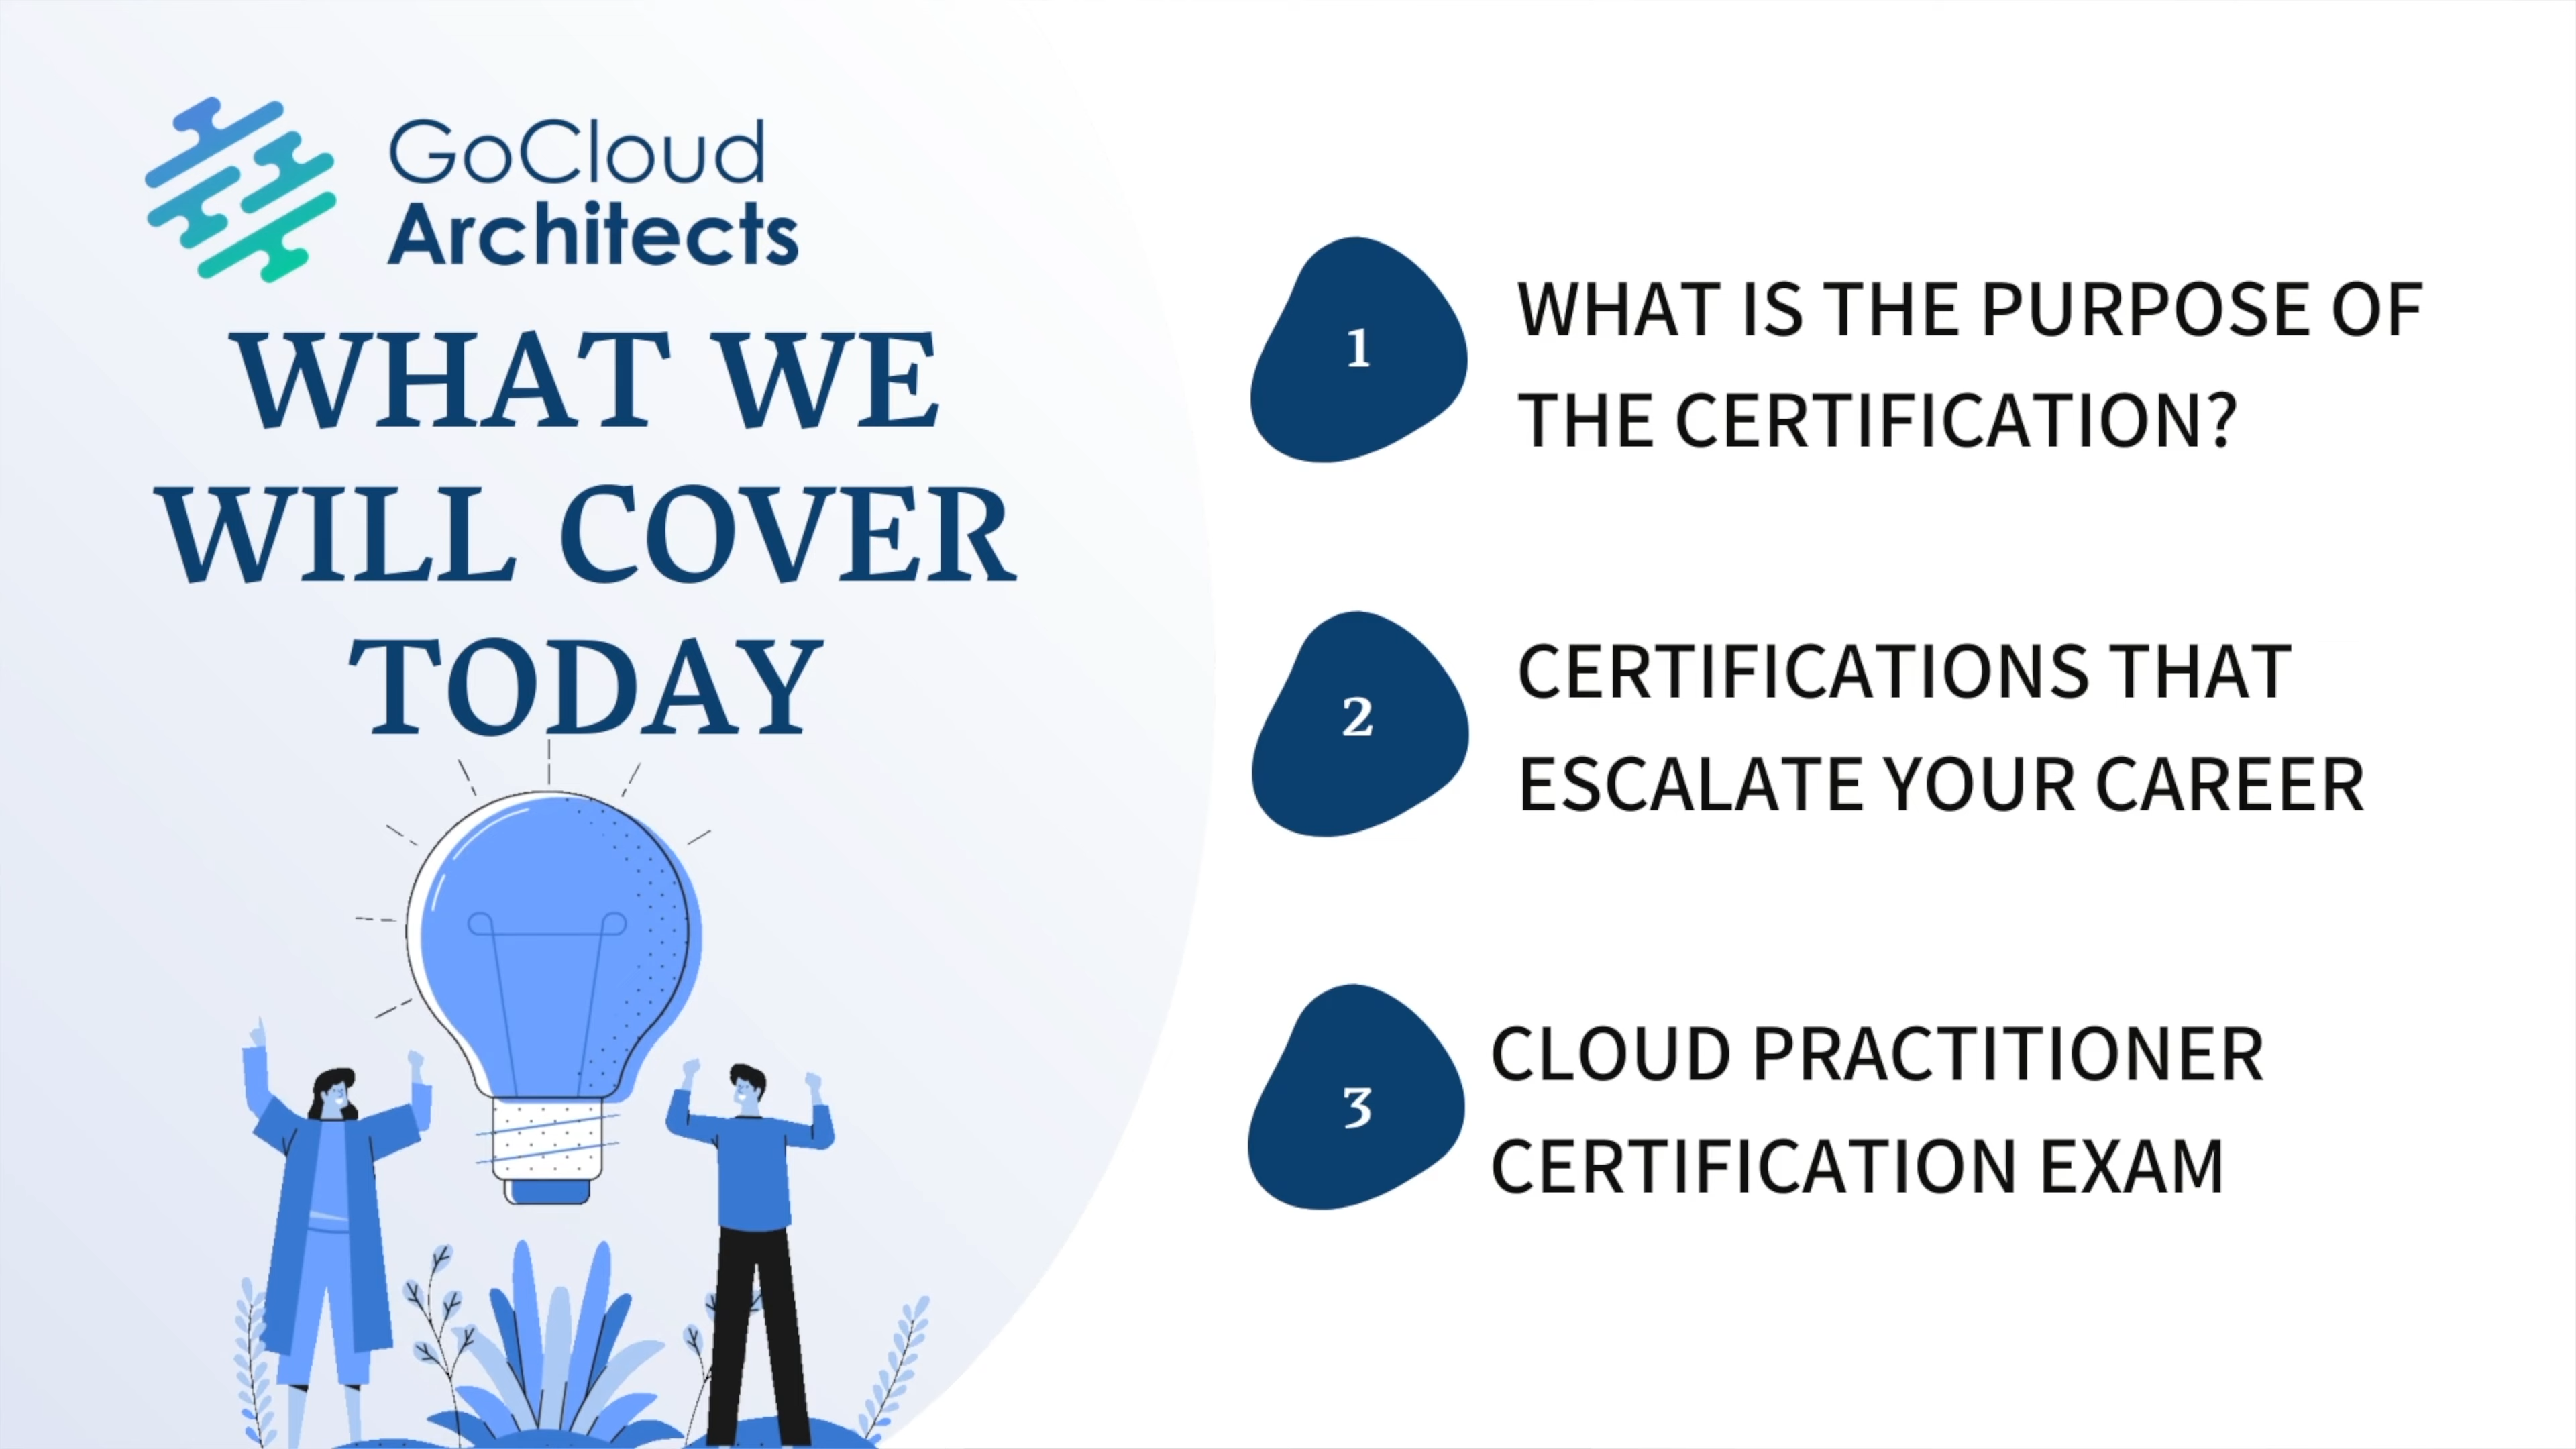 GoCloud
Architects
WHAT WE
WILL COVER
TODAY
1
WHAT IS THE PURPOSE OF
THE CERTIFICATION?
2
CERTIFICATIONS THAT
ESCALATE YOUR CAREER
3
CLOUD PRACTITIONER
CERTIFICATION EXAM